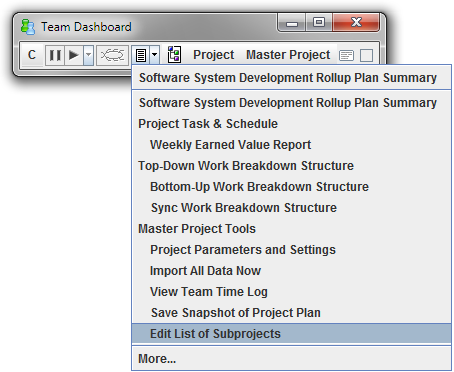 Team Dashboard
C Project Master Project
Software System Development Rollup Plan Summary
Software System Development Rollup Plan Summary
Project Task & Schedule
Weekly Earned Value Report
Top-Down Work Breakdown Structure
Bottom-Up Work Breakdown Structure
Sync Work Breakdown Structure
Master Project Tools
Project Parameters and Settings
Import All Data Now
View Team Time Log
Save Snapshot of Project Plan
Edit List of Subprojects
More...